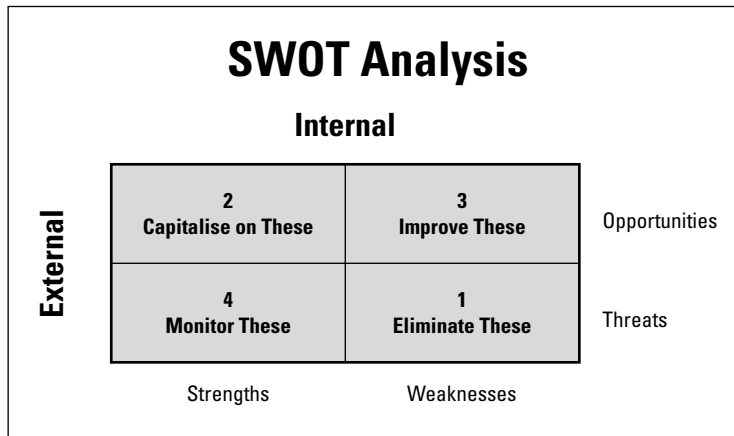 SWOT Analysis
Internal
External
2
Capitalise on These
3
Improve These
Opportunities
4
Monitor These
1
Eliminate These
Threats
Strengths
Weaknesses